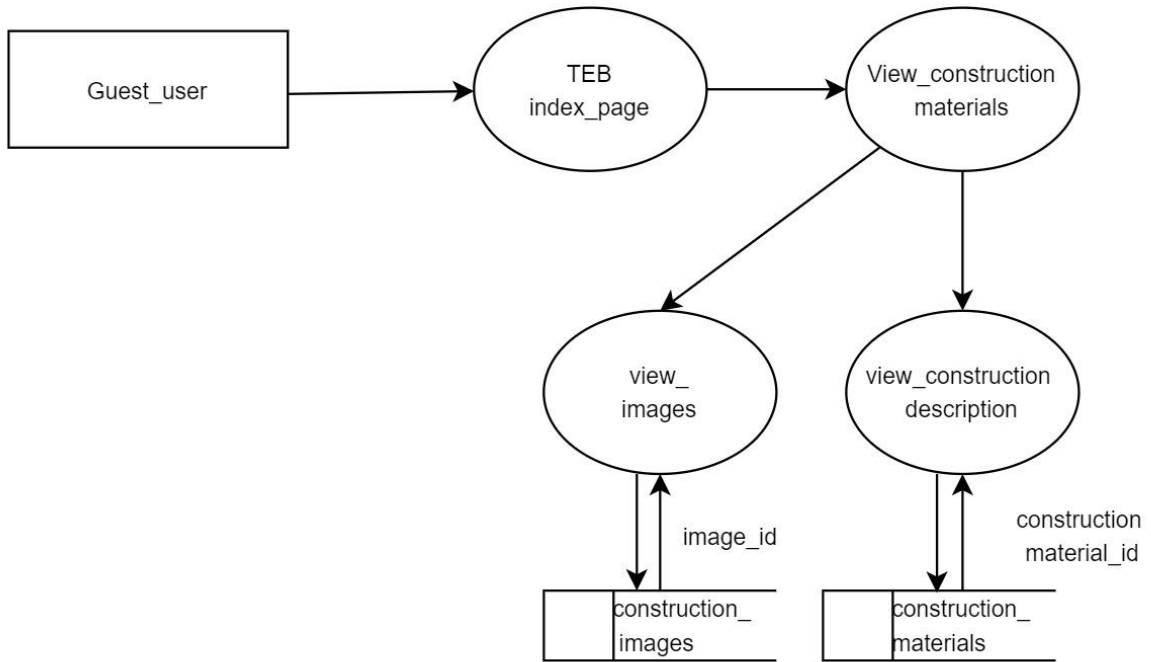 Guest_user
TEB
index_page
View_construction
materials
view_
images
view_construction
description
image_id
construction
material_id
construction_
images
construction_
materials